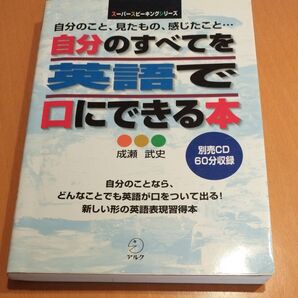 スーパースピーキングシリーズ
自分のこと、見たもの、感じたこと…
自分のすべてを
英語で
口にできる本
成瀬 武史
別売CD
60分収録
自分のことなら、
どんなことでも英語が口をついて出る!
新しい形の英語表現習得本
アルク